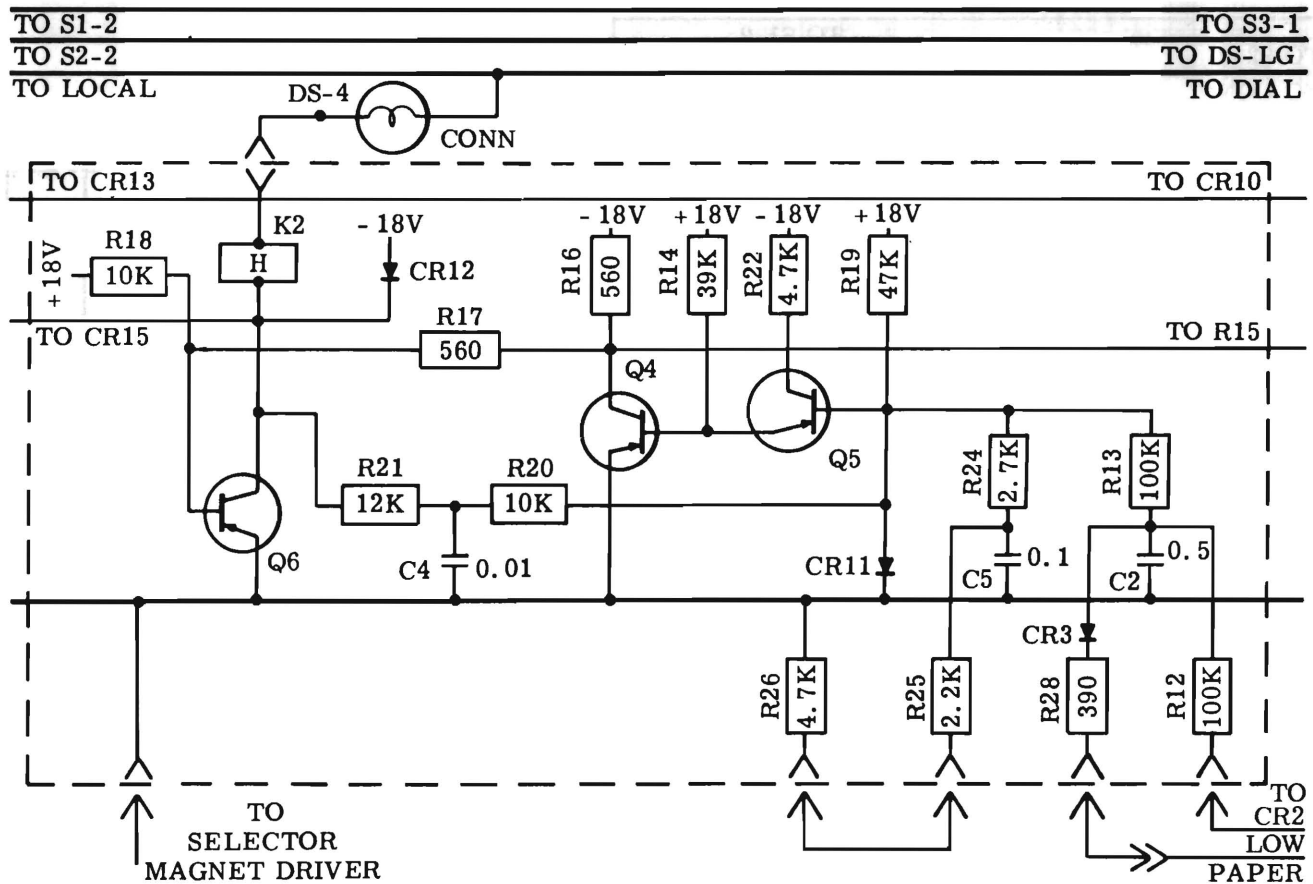 TO S1-2
TO S3-1
TO S2-2
TO DS-LG
TO LOCAL
TO DIAL
DS-4
CONN
TO CR13
TO CR10
K2
H
- 18V
- 18V
+ 18V
- 18V
+ 18V
+ 18V
R18
10K
CR12
R16
560
R14
39K
R22
4.7K
R19
47K
TO CR15
R17
560
TO R15
Q4
Q5
R21
12K
R20
10K
R24
2.7K
R13
100K
Q6
C4
0.01
CR11
C5
0.1
C2
0.5
CR3
R26
4.7K
R25
2.2K
R28
390
R12
100K
TO
SELECTOR
MAGNET DRIVER
TO
CR2
LOW
PAPER